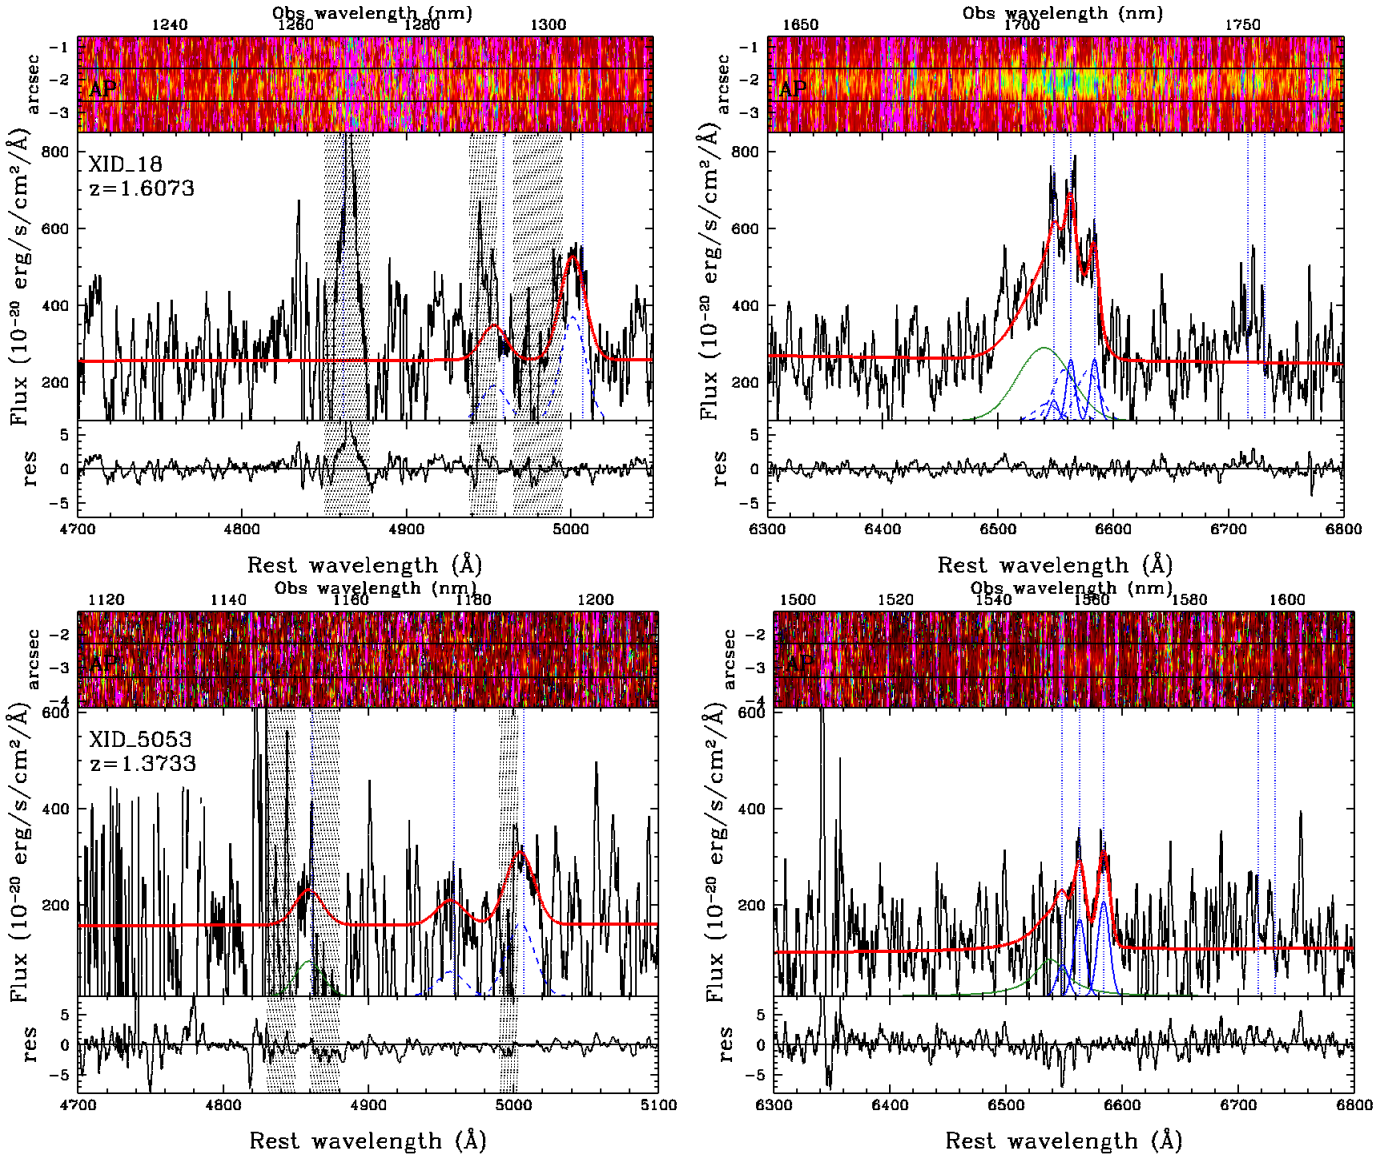 Obs wavelength (nm)
1240 1260 1280 1300
arcsec
-1
-2
-3
AP
Flux (10⁻²⁰ erg/s/cm²/Å)
XID_18
z=1.6073
800
600
400
200
res
5
0
-5
4700 4800 4900 5000
Rest wavelength (Å)
Obs wavelength (nm)
1650 1700 1750
arcsec
-1
-2
-3
AP
Flux (10⁻²⁰ erg/s/cm²/Å)
800
600
400
200
res
5
0
-5
6300 6400 6500 6600 6700 6800
Rest wavelength (Å)
Obs wavelength (nm)
1120 1140 1160 1180 1200
arcsec
-2
-3
-4
AP
Flux (10⁻²⁰ erg/s/cm²/Å)
XID_5053
z=1.3733
600
400
200
res
5
0
-5
4700 4800 4900 5000 5100
Rest wavelength (Å)
Obs wavelength (nm)
1500 1520 1540 1560 1580 1600
arcsec
-2
-3
-4
AP
Flux (10⁻²⁰ erg/s/cm²/Å)
600
400
200
res
5
0
-5
6300 6400 6500 6600 6700 6800
Rest wavelength (Å)